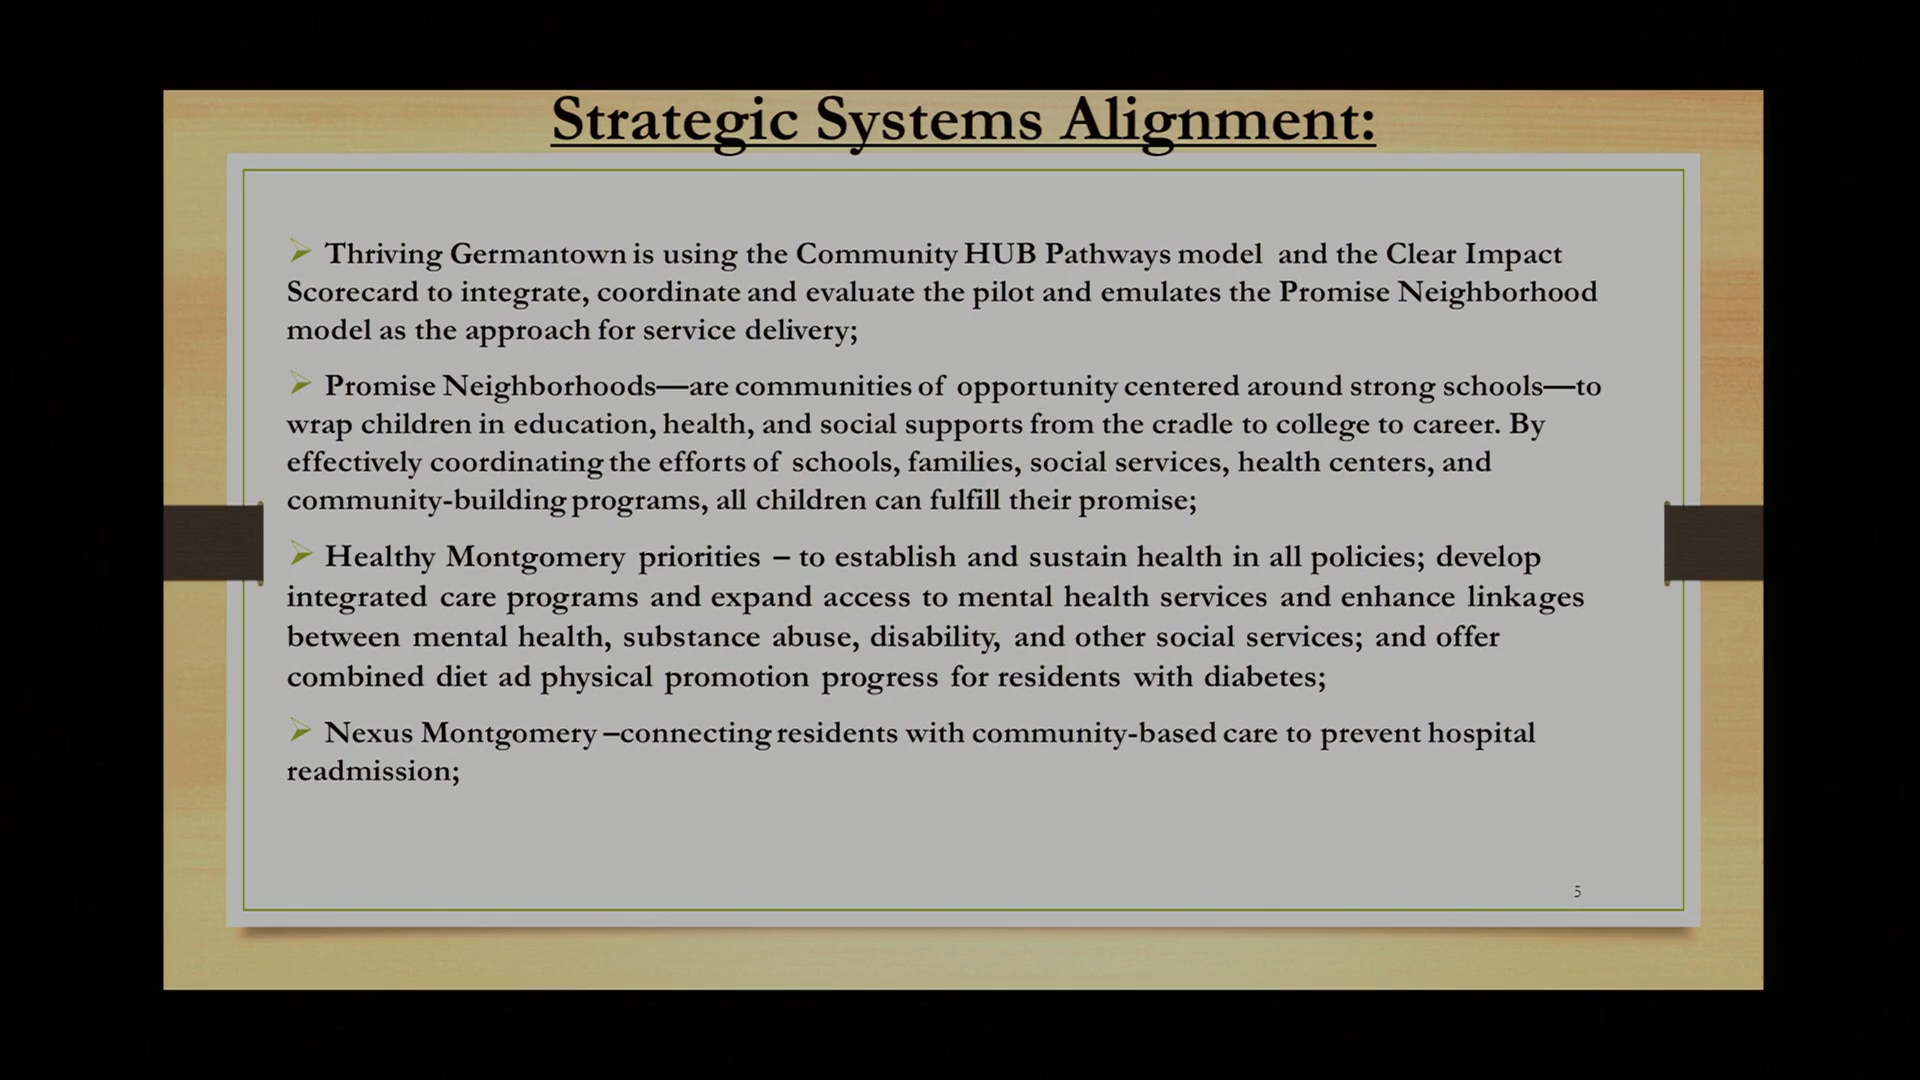 Strategic Systems Alignment:
Thriving Germantown is using the Community HUB Pathways model and the Clear Impact
Scorecard to integrate, coordinate and evaluate the pilot and emulates the Promise Neighborhood
model as the approach for service delivery;
Promise Neighborhoods—are communities of opportunity centered around strong schools—to
wrap children in education, health, and social supports from the cradle to college to career. By
effectively coordinating the efforts of schools, families, social services, health centers, and
community-building programs, all children can fulfill their promise;
Healthy Montgomery priorities – to establish and sustain health in all policies; develop
integrated care programs and expand access to mental health services and enhance linkages
between mental health, substance abuse, disability, and other social services; and offer
combined diet ad physical promotion progress for residents with diabetes;
Nexus Montgomery –connecting residents with community-based care to prevent hospital
readmission;
5